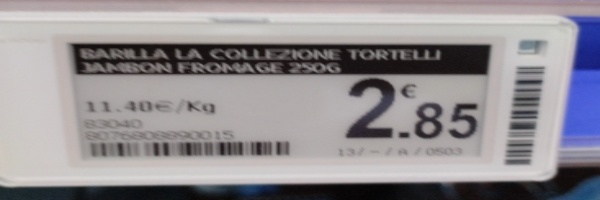 BARILLA LA COLLEZIONE TORTELLI
JAMBON FROMAGE 250G
11.40€/Kg
2.85 €
83040
8076808890015
13/-/A/0503